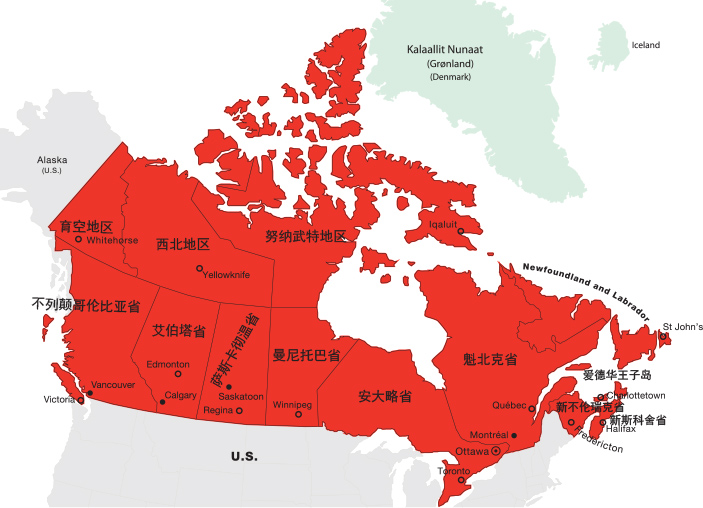 Kalaallit Nunaat
(Grønland)
(Denmark)
Iceland
Alaska
(U.S.)
育空地区
Whitehorse
西北地区
Yellowknife
努纳武特地区
Iqaluit
Newfoundland and Labrador
St John's
不列颠哥伦比亚省
艾伯塔省
萨斯卡彻温省
曼尼托巴省
安大略省
魁北克省
爱德华王子岛
Charlottetown
新不伦瑞克省
新斯科舍省
Halifax
Fredericton
Edmonton
Vancouver
Victoria
Calgary
Saskatoon
Regina
Winnipeg
Québec
Montréal
Ottawa
Toronto
U.S.